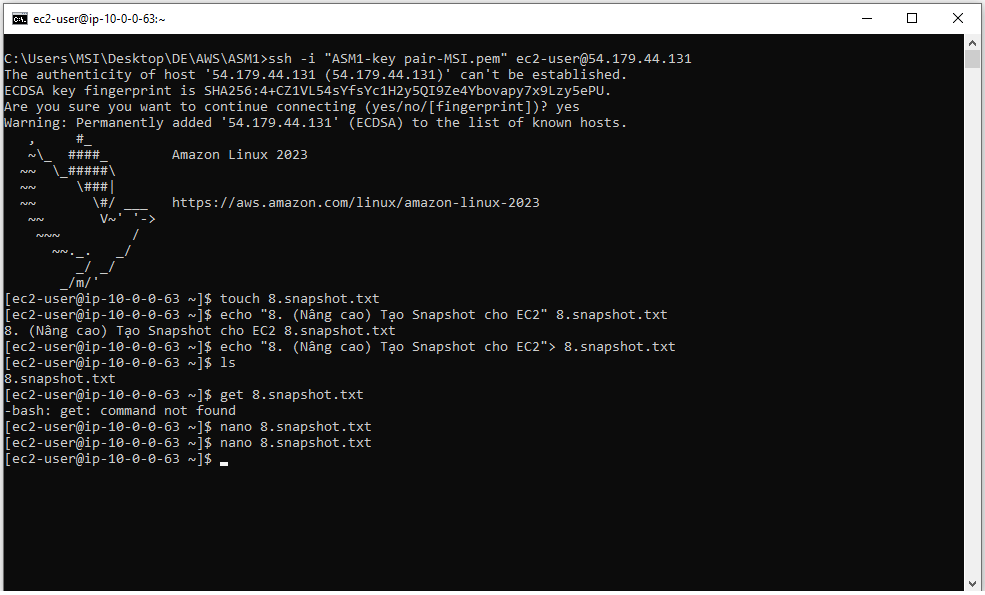 ec2-user@ip-10-0-0-63:~
C:\Users\MSI\Desktop\DE\AWS\ASM1>ssh -i "ASM1-key pair-MSI.pem" ec2-user@54.179.44.131
The authenticity of host '54.179.44.131 (54.179.44.131)' can't be established.
ECDSA key fingerprint is SHA256:4+CZ1VL54sYfsYc1H2y5QI9Ze4Ybovapy7x9Lzy5ePU.
Are you sure you want to continue connecting (yes/no/[fingerprint])? yes
Warning: Permanently added '54.179.44.131' (ECDSA) to the list of known hosts.
   ,     #_
   ~\_  ####_        Amazon Linux 2023
  ~~  \_#####\
  ~~     \###|
  ~~       \#/ ___   https://aws.amazon.com/linux/amazon-linux-2023
   ~~       V~' '->
    ~~~         /
      ~~._.   _/
         _/ _/
       _/m/'
[ec2-user@ip-10-0-0-63 ~]$ touch 8.snapshot.txt
[ec2-user@ip-10-0-0-63 ~]$ echo "8. (Nâng cao) Tạo Snapshot cho EC2" 8.snapshot.txt
8. (Nâng cao) Tạo Snapshot cho EC2 8.snapshot.txt
[ec2-user@ip-10-0-0-63 ~]$ echo "8. (Nâng cao) Tạo Snapshot cho EC2"> 8.snapshot.txt
[ec2-user@ip-10-0-0-63 ~]$ ls
8.snapshot.txt
[ec2-user@ip-10-0-0-63 ~]$ get 8.snapshot.txt
-bash: get: command not found
[ec2-user@ip-10-0-0-63 ~]$ nano 8.snapshot.txt
[ec2-user@ip-10-0-0-63 ~]$ nano 8.snapshot.txt
[ec2-user@ip-10-0-0-63 ~]$